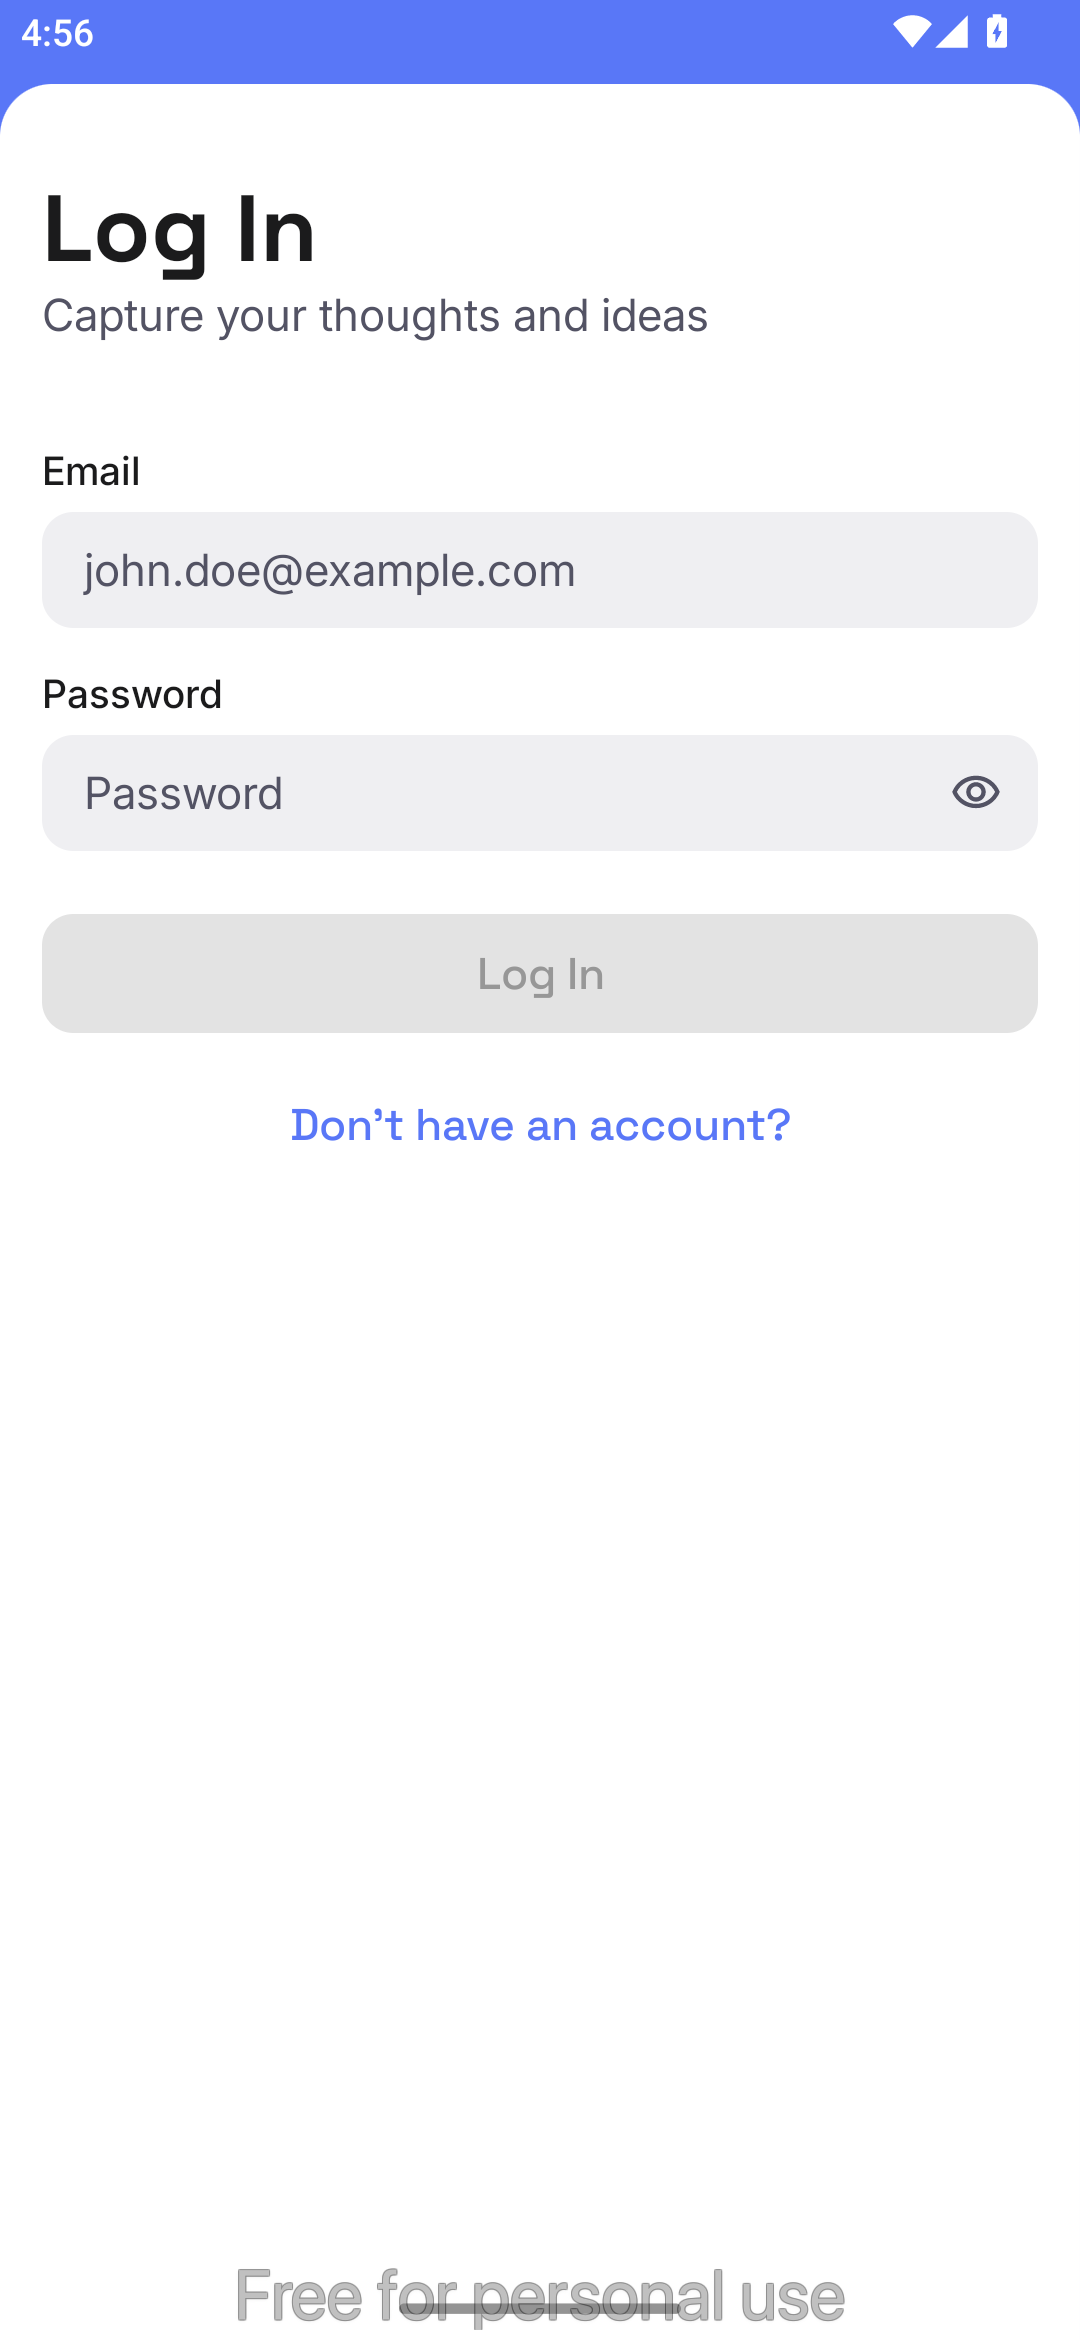 4:56
Log In
Capture your thoughts and ideas
Email
john.doe@example.com
Password
Password
Log In
Don't have an account?
Free for personal use